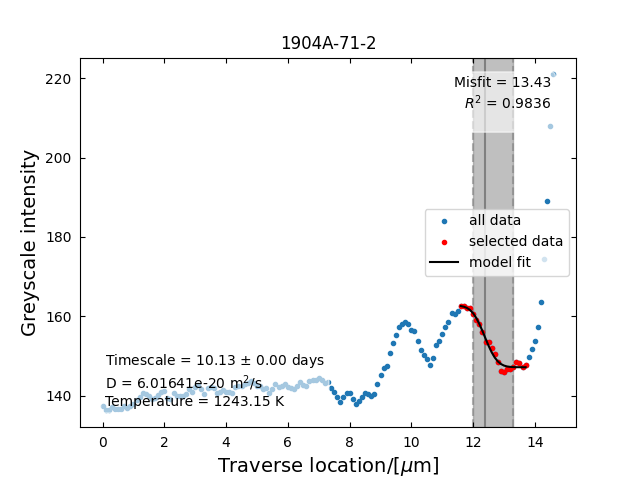 1904A-71-2
Misfit = 13.43
R² = 0.9836
220
200
180
160
140
Greyscale intensity
all data
selected data
model fit
Timescale = 10.13 ± 0.00 days
D = 6.01641e-20 m²/s
Temperature = 1243.15 K
0 2 4 6 8 10 12 14
Traverse location/[μm]